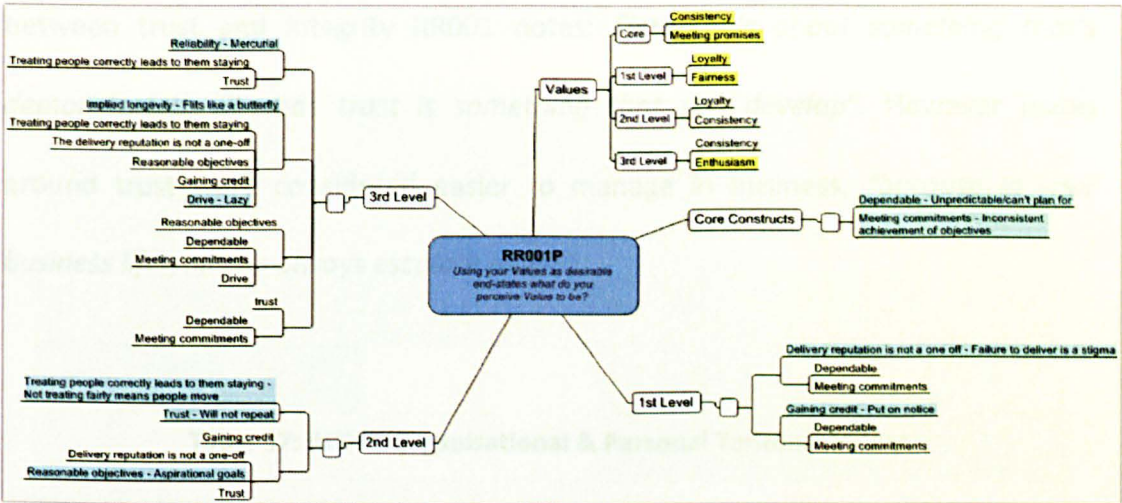 RR001P
Using your Values as desirable
end-states what do you
perceive Value to be?
Values
Core
Consistency
Meeting promises
1st Level
Loyalty
Fairness
2nd Level
Loyalty
Consistency
3rd Level
Consistency
Enthusiasm
Core Constructs
Dependable - Unpredictable/can't plan for
Meeting commitments - Inconsistent
achievement of objectives
1st Level
Delivery reputation is not a one off - Failure to deliver is a stigma
Dependable
Meeting commitments
Gaining credit - Put on notice
Dependable
Meeting commitments
2nd Level
Treating people correctly leads to them staying -
Not treating fairly means people move
Trust - Will not repeat
Gaining credit
Delivery reputation is not a one-off
Reasonable objectives - Aspirational goals
Trust
3rd Level
Reliability - Mercurial
Treating people correctly leads to them staying
Trust
Implied longevity - Flits like a butterfly
Treating people correctly leads to them staying
The delivery reputation is not a one-off
Reasonable objectives
Gaining credit
Drive - Lazy
Reasonable objectives
Dependable
Meeting commitments
Drive
trust
Dependable
Meeting commitments